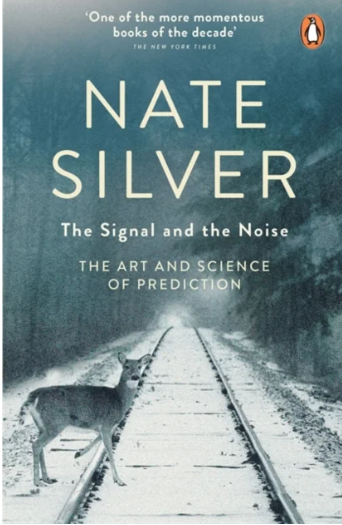 ‘One of the more momentous
books of the decade’
THE NEW YORK TIMES
NATE
SILVER
The Signal and the Noise
THE ART AND SCIENCE
OF PREDICTION